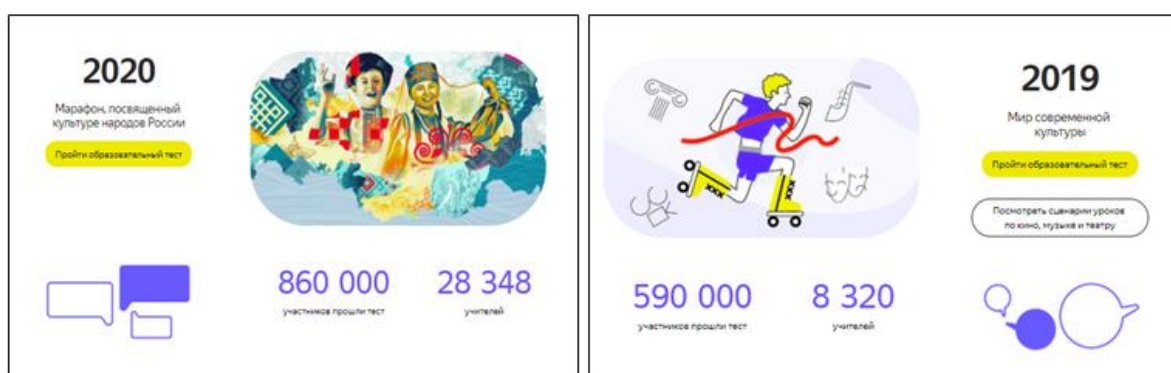 2020
Марафон, посвященный
культуре народов России
Пройти образовательный тест
860 000
участников прошли тест
28 348
учителей
2019
Мир современной
культуры
Пройти образовательный тест
Посмотреть сценарии уроков
по кино, музыке и театру
590 000
участников прошли тест
8 320
учителей